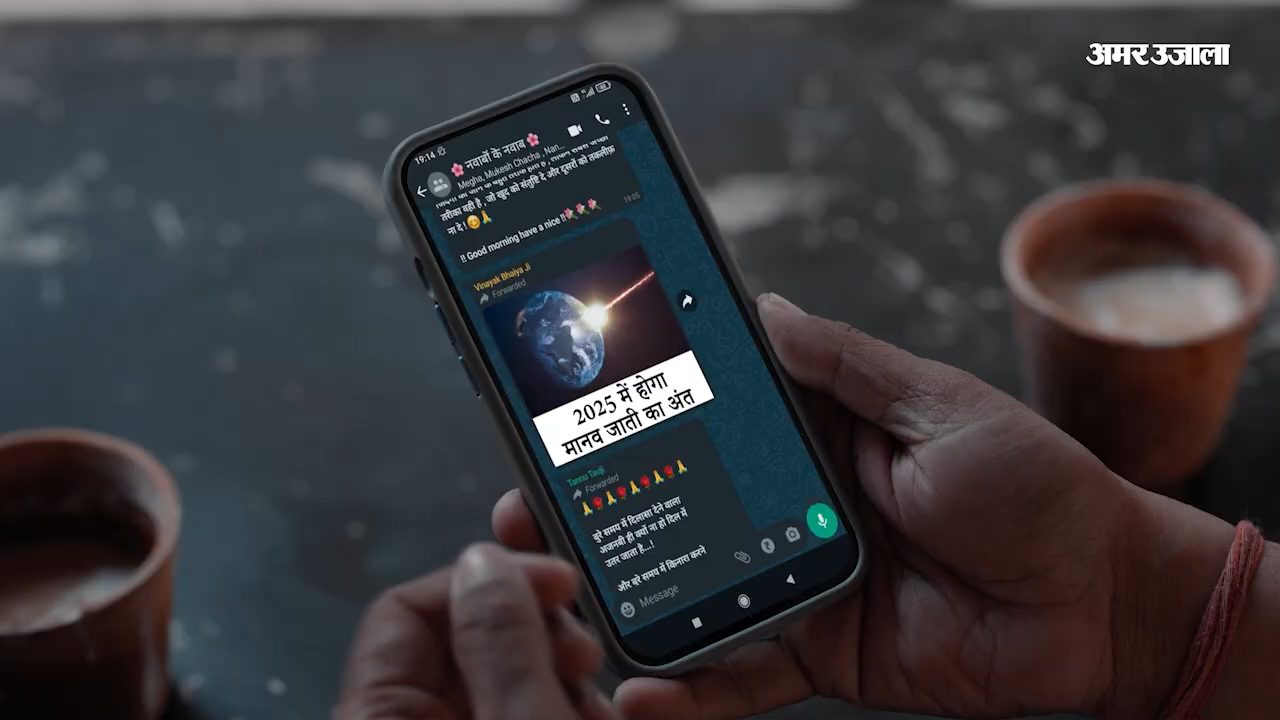 अमर उजाला
19:14
🌸 नवाबों के नवाब 🌸
Megha, Mukesh Chacha, Nan...
तरीका वही है , जो खुद को संतुष्टि दे और दूसरों को तकलीफ़
ना दे ! 😊🙏
19:05
!! Good morning have a nice !!💐💐💐
Vinayak Bhaiya Ji
Forwarded
2025 में होगा
मानव जाती का अंत
Tannu Tauji
Forwarded
🙏🌹🙏🌹🙏🌹🙏🌹🙏
बुरे समय में दिलासा देने वाला
अजनबी ही क्यों ना हो दिल में
उतर जाता है...!
और बुरे समय में किनारा करने
Message